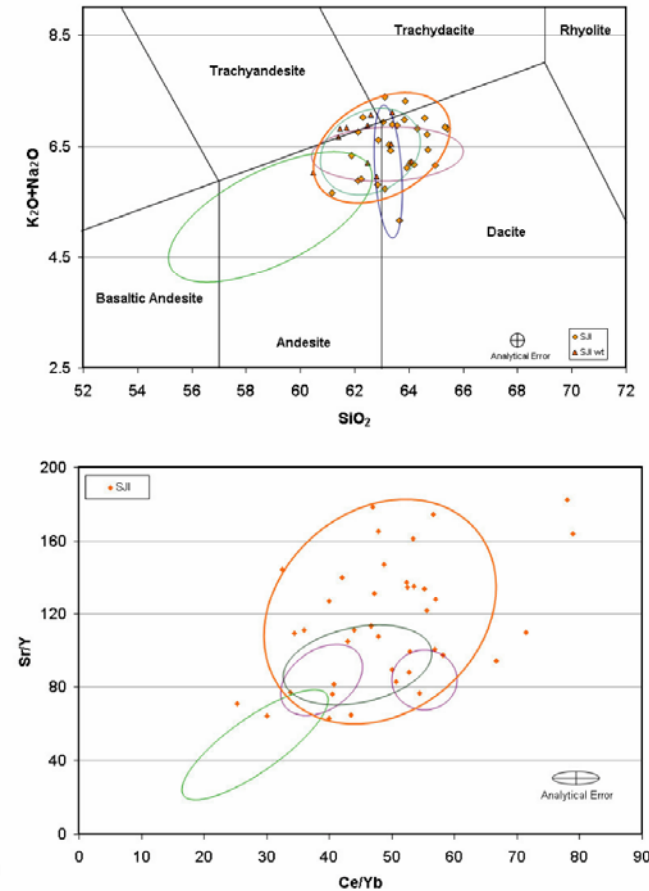 8.5
6.5
4.5
2.5
K₂O+Na₂O
Trachydacite
Rhyolite
Trachyandesite
Dacite
Basaltic Andesite
Andesite
SJI
SJI wt
Analytical Error
52 54 56 58 60 62 64 66 68 70 72
SiO₂
200
160
120
80
40
0
Sr/Y
SJI
Analytical Error
0 10 20 30 40 50 60 70 80 90
Ce/Yb